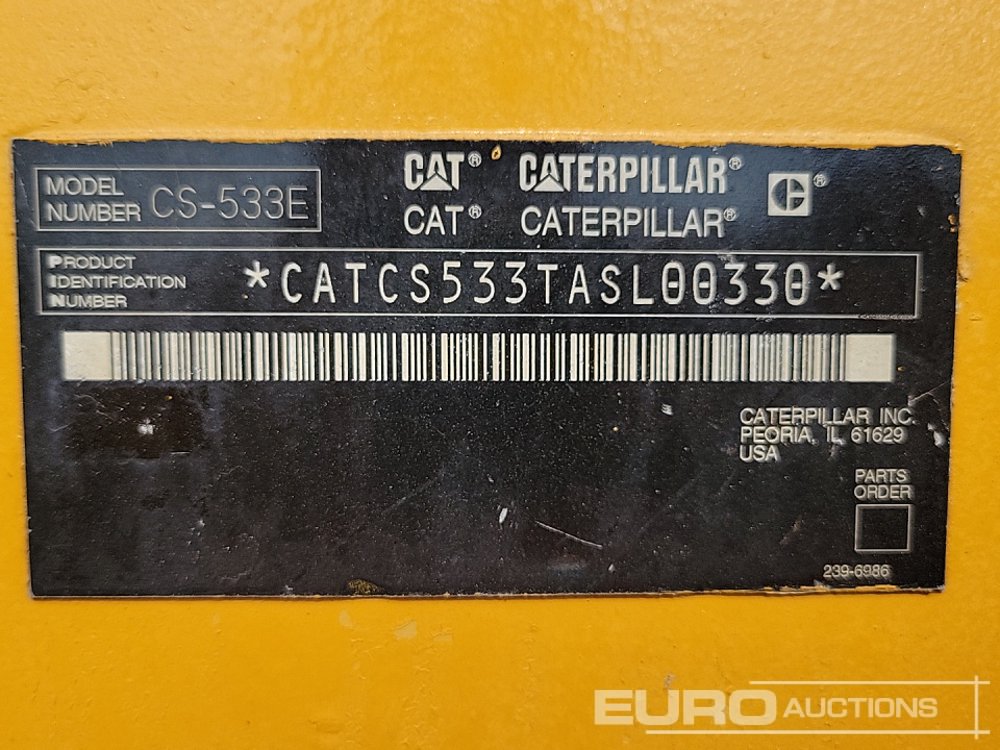 MODEL
NUMBER CS-533E
CAT® CATERPILLAR® ®
CAT® CATERPILLAR®
PRODUCT
IDENTIFICATION
NUMBER
*CATCS533TASL00330*
CATERPILLAR INC.
PEORIA, IL 61629
USA
PARTS
ORDER
239-6986
EURO AUCTIONS